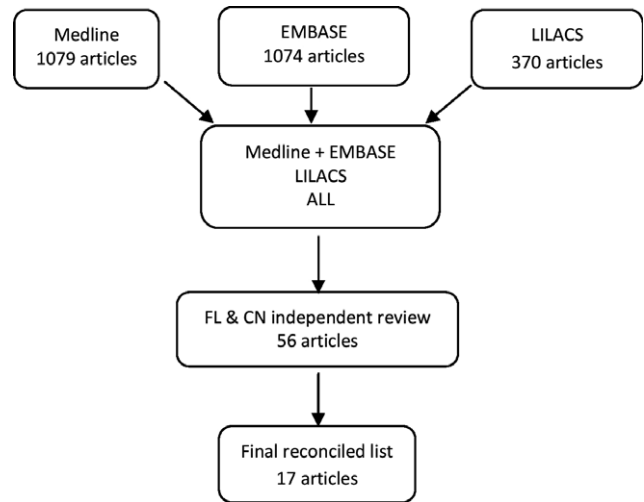 Medline
1079 articles
EMBASE
1074 articles
LILACS
370 articles
Medline + EMBASE
LILACS
ALL
FL & CN independent review
56 articles
Final reconciled list
17 articles